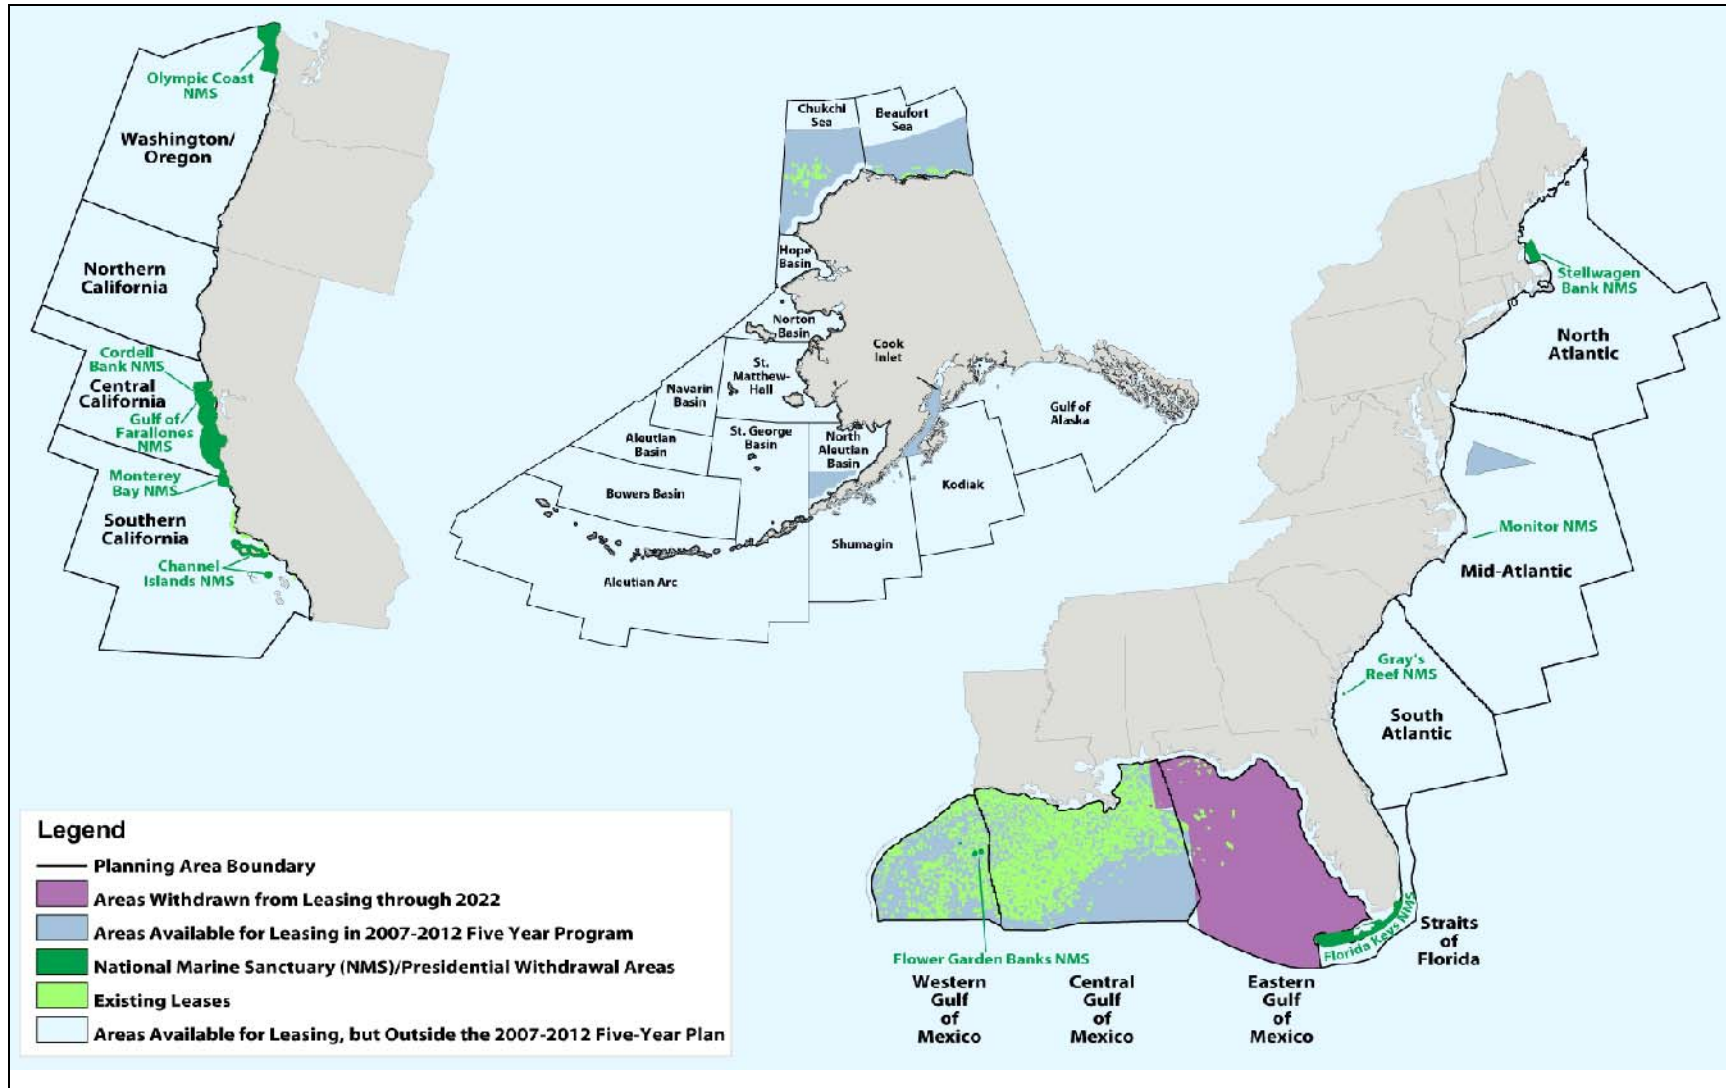 Olympic Coast
NMS
Washington/
Oregon
Northern
California
Cordell
Bank NMS
Central
California
Gulf of
Farallones
NMS
Monterey
Bay NMS
Southern
California
Channel
Islands NMS
Chukchi
Sea
Beaufort
Sea
Hope
Basin
Norton
Basin
Cook
Inlet
St.
Matthew-
Hall
Navarin
Basin
Gulf of
Alaska
Aleutian
Basin
St. George
Basin
North
Aleutian
Basin
Bowers Basin
Kodiak
Shumagin
Aleutian Arc
Stellwagen
Bank NMS
North
Atlantic
Monitor NMS
Mid-Atlantic
Gray's
Reef NMS
South
Atlantic
Florida Keys NMS
Straits
of
Florida
Flower Garden Banks NMS
Western
Gulf
of
Mexico
Central
Gulf
of
Mexico
Eastern
Gulf
of
Mexico
Legend
Planning Area Boundary
Areas Withdrawn from Leasing through 2022
Areas Available for Leasing in 2007-2012 Five Year Program
National Marine Sanctuary (NMS)/Presidential Withdrawal Areas
Existing Leases
Areas Available for Leasing, but Outside the 2007-2012 Five-Year Plan